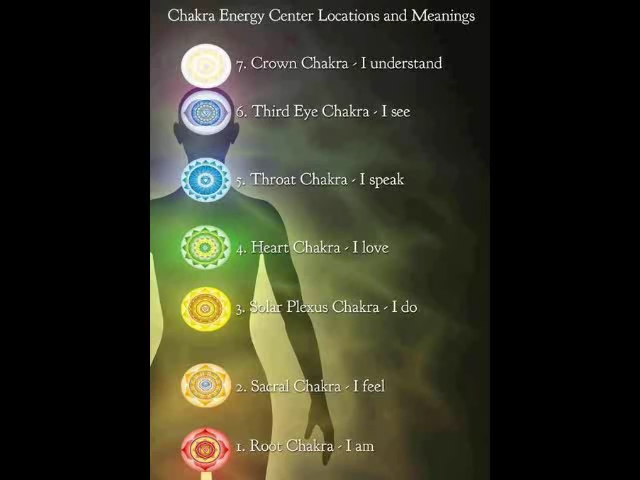 Chakra Energy Center Locations and Meanings
7. Crown Chakra - I understand
6. Third Eye Chakra - I see
5. Throat Chakra - I speak
4. Heart Chakra - I love
3. Solar Plexus Chakra - I do
2. Sacral Chakra - I feel
1. Root Chakra - I am